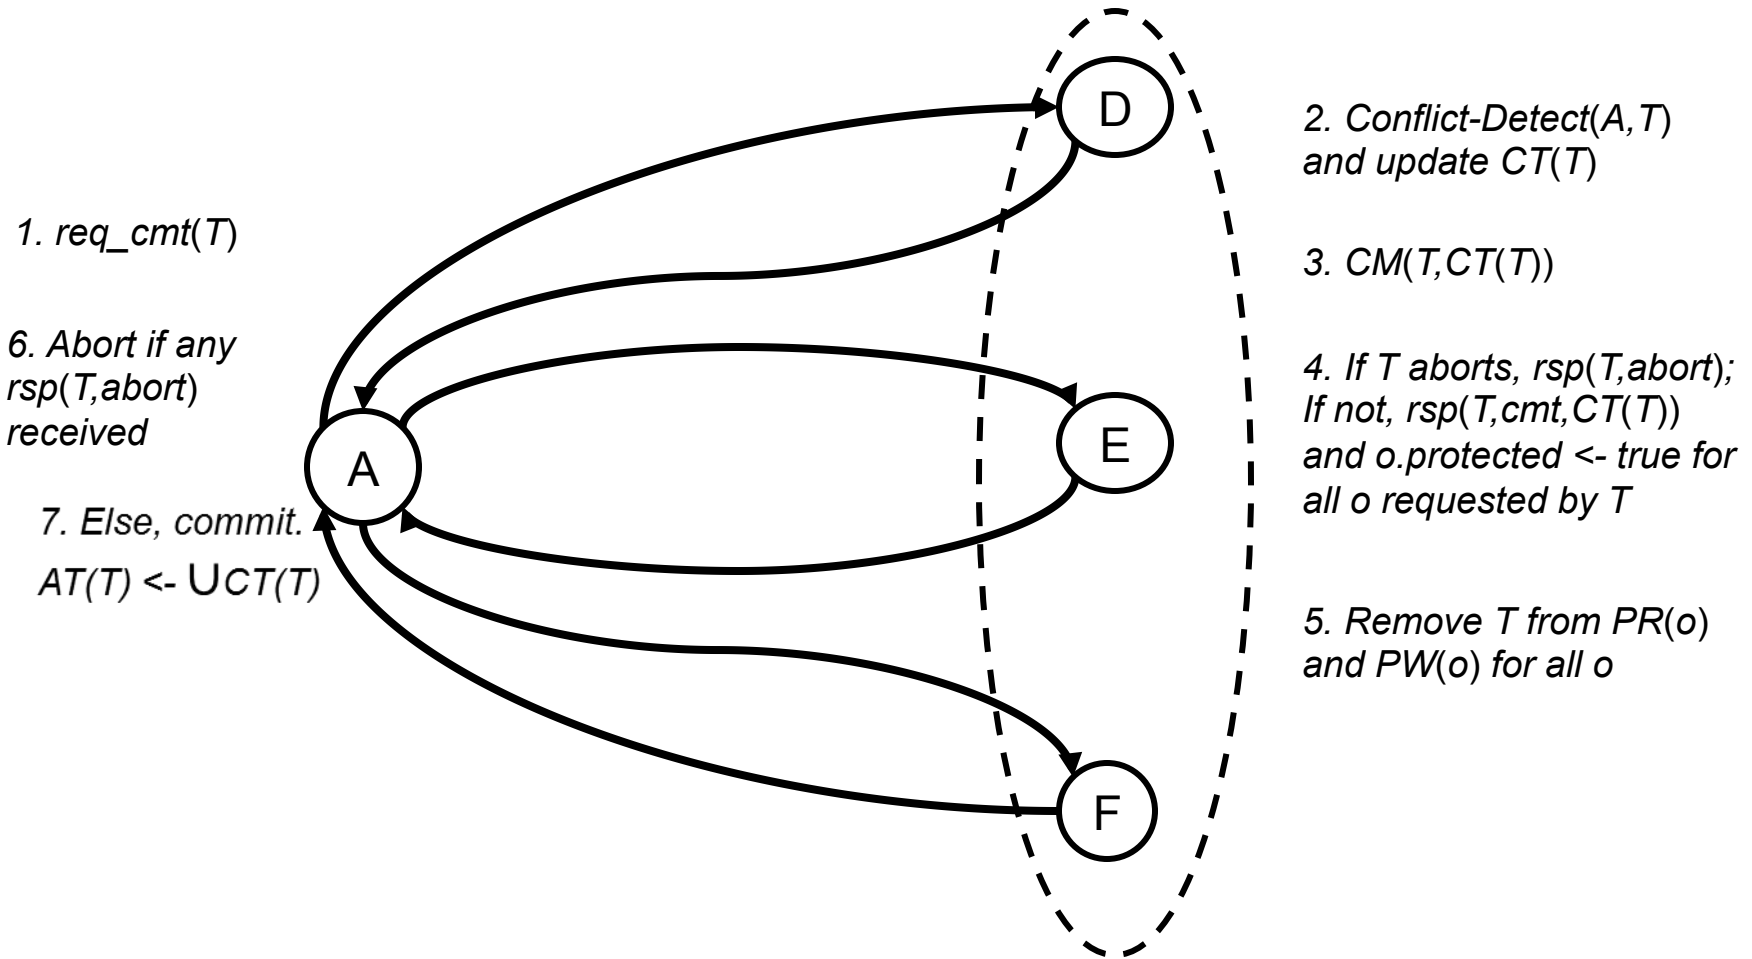 1. req_cmt(T)
6. Abort if any
rsp(T,abort)
received
7. Else, commit.
AT(T) <- ∪CT(T)
A
D
E
F
2. Conflict-Detect(A,T)
and update CT(T)
3. CM(T,CT(T))
4. If T aborts, rsp(T,abort);
If not, rsp(T,cmt,CT(T))
and o.protected <- true for
all o requested by T
5. Remove T from PR(o)
and PW(o) for all o